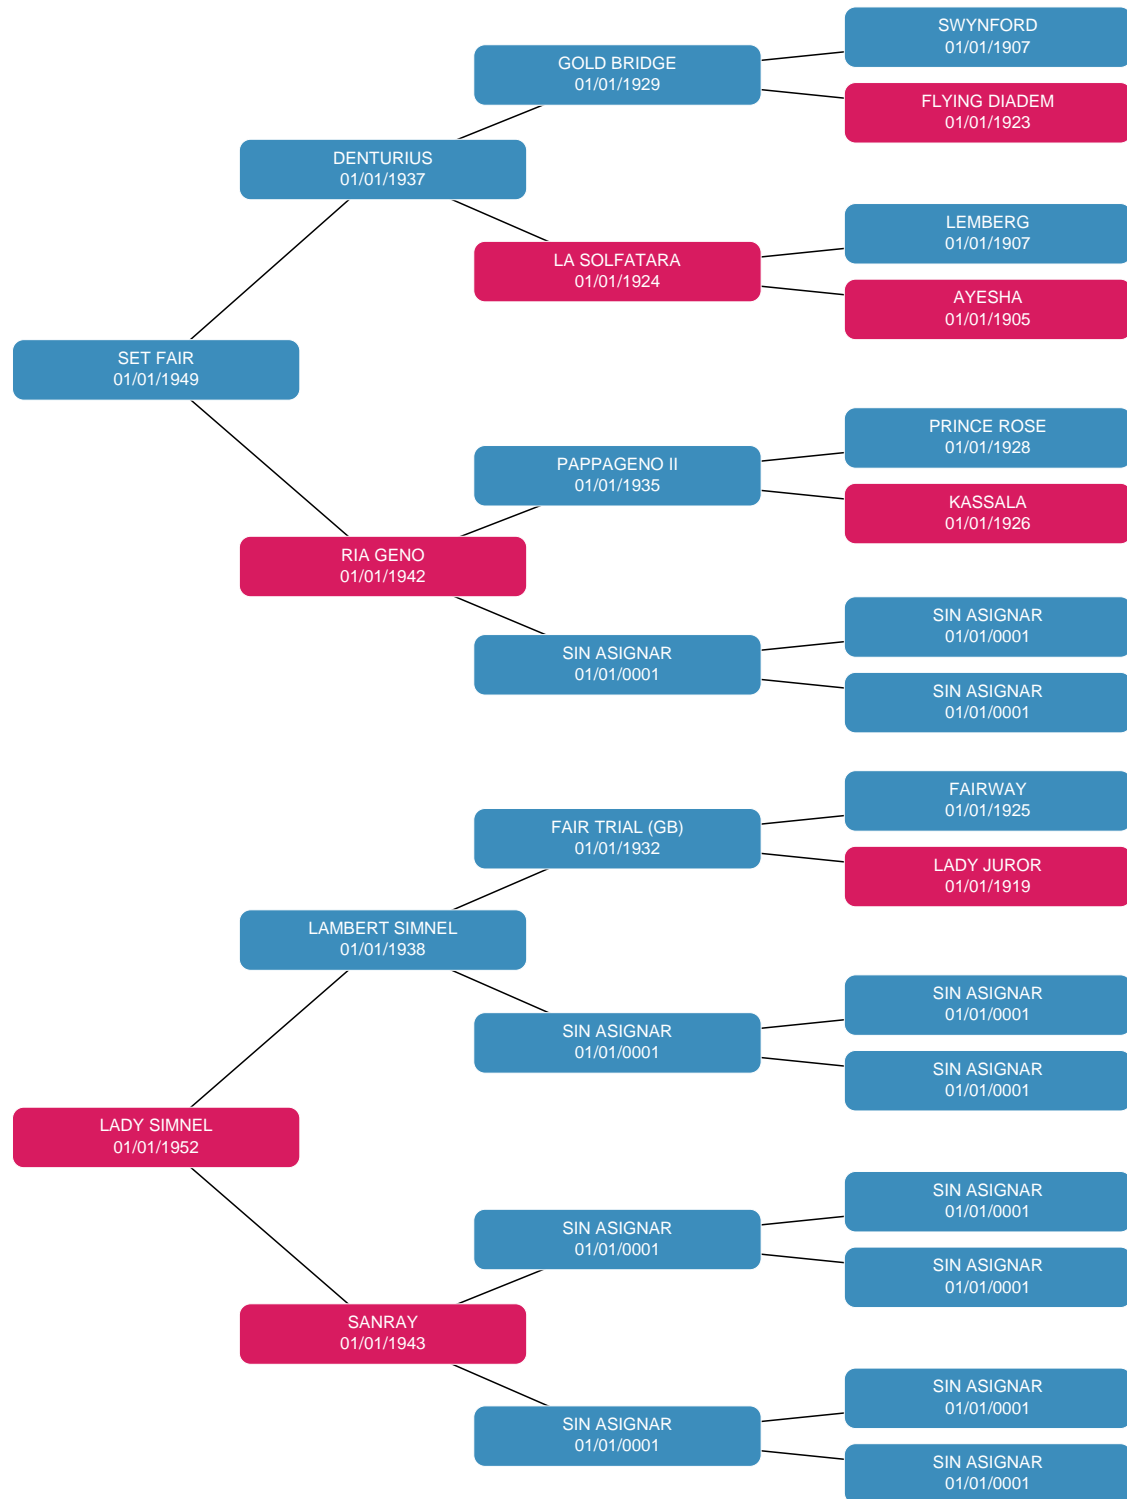 SWYNFORD
01/01/1907
GOLD BRIDGE
01/01/1929
FLYING DIADEM
01/01/1923
DENTURIUS
01/01/1937
LEMBERG
01/01/1907
LA SOLFATARA
01/01/1924
AYESHA
01/01/1905
SET FAIR
01/01/1949
PRINCE ROSE
01/01/1928
PAPPAGENO II
01/01/1935
KASSALA
01/01/1926
RIA GENO
01/01/1942
SIN ASIGNAR
01/01/0001
SIN ASIGNAR
01/01/0001
SIN ASIGNAR
01/01/0001
FAIRWAY
01/01/1925
FAIR TRIAL (GB)
01/01/1932
LADY JUROR
01/01/1919
LAMBERT SIMNEL
01/01/1938
SIN ASIGNAR
01/01/0001
SIN ASIGNAR
01/01/0001
SIN ASIGNAR
01/01/0001
LADY SIMNEL
01/01/1952
SIN ASIGNAR
01/01/0001
SIN ASIGNAR
01/01/0001
SIN ASIGNAR
01/01/0001
SANRAY
01/01/1943
SIN ASIGNAR
01/01/0001
SIN ASIGNAR
01/01/0001
SIN ASIGNAR
01/01/0001